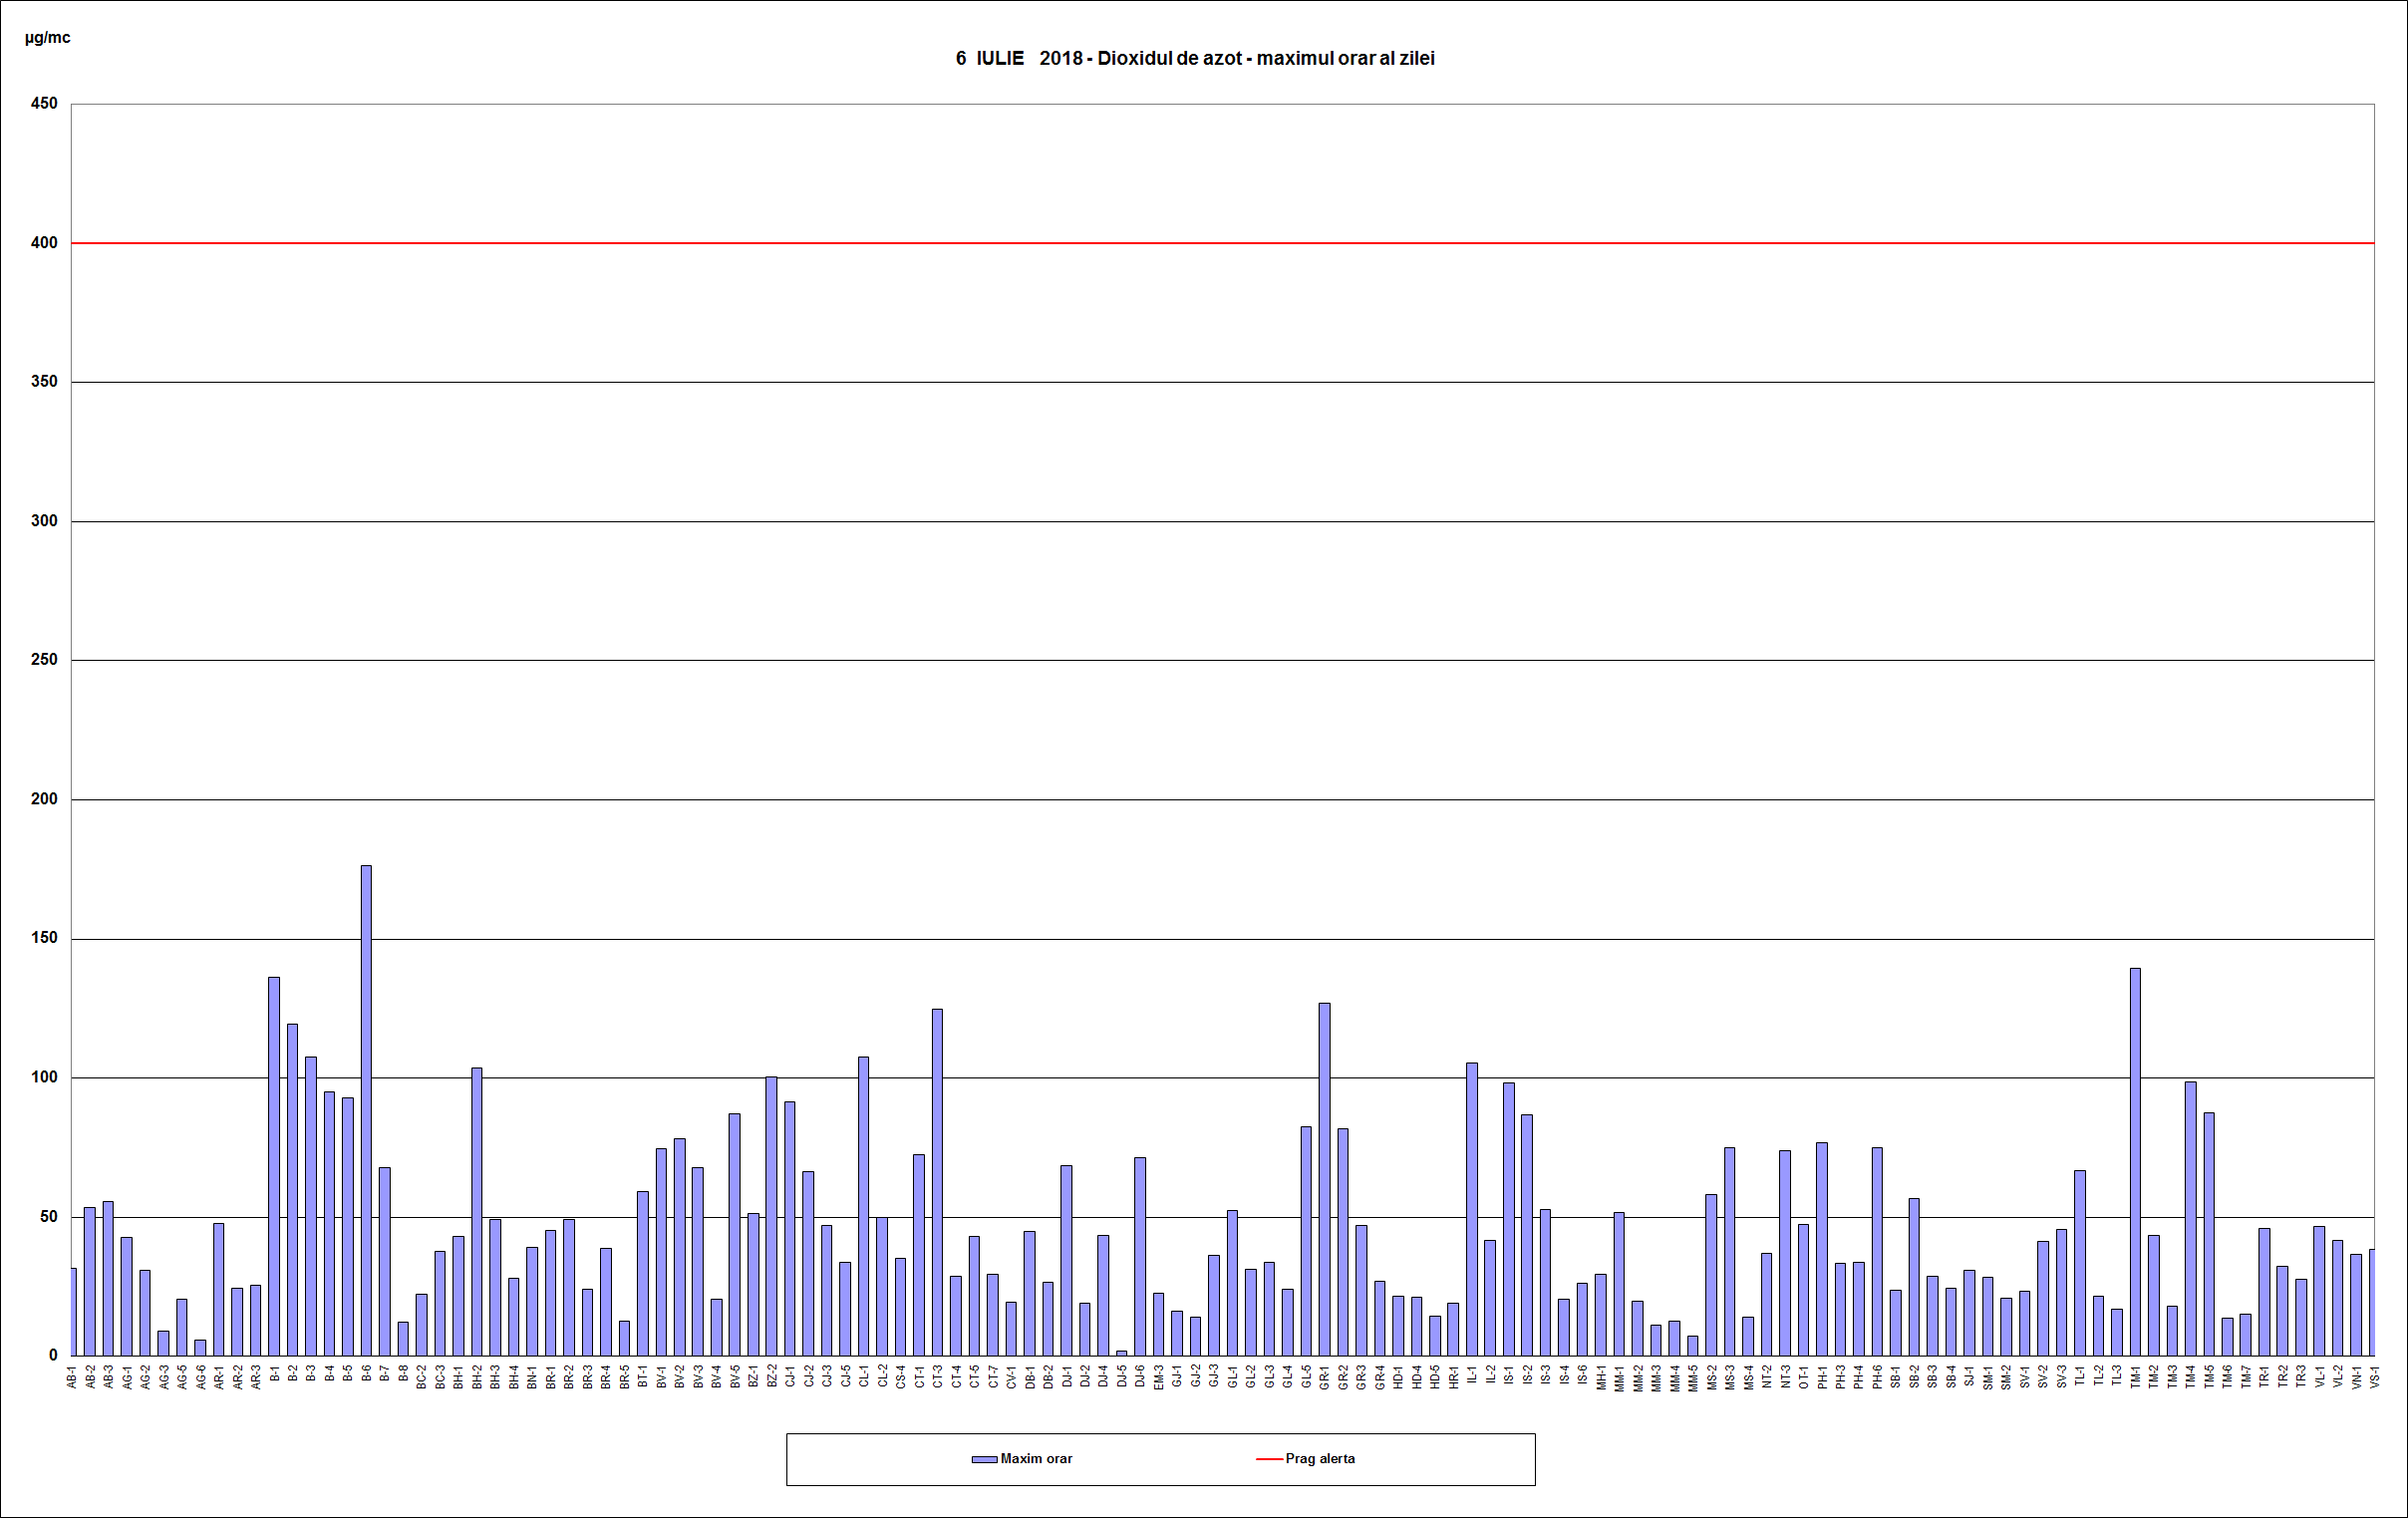 µg/mc
6 IULIE 2018 - Dioxidul de azot - maximul orar al zilei
450
400
350
300
250
200
150
100
50
0
AB-1 AB-2 AB-3 AG-1 AG-2 AG-3 AG-5 AG-6 AR-1 AR-2 AR-3 B-1 B-2 B-3 B-4 B-5 B-6 B-7 B-8 BC-2 BC-3 BH-1 BH-2 BH-3 BH-4 BN-1 BR-1 BR-2 BR-3 BR-4 BR-5 BT-1 BV-1 BV-2 BV-3 BV-4 BV-5 BZ-1 BZ-2 CJ-1 CJ-2 CJ-3 CJ-5 CL-1 CL-2 CS-4 CT-1 CT-3 CT-4 CT-5 CT-7 CV-1 DB-1 DB-2 DJ-1 DJ-2 DJ-4 DJ-5 DJ-6 EM-3 GJ-1 GJ-2 GJ-3 GL-1 GL-2 GL-3 GL-4 GL-5 GR-1 GR-2 GR-3 GR-4 HD-1 HD-4 HD-5 HR-1 IL-1 IL-2 IS-1 IS-2 IS-3 IS-4 IS-6 MH-1 MM-1 MM-2 MM-3 MM-4 MM-5 MS-2 MS-3 MS-4 NT-2 NT-3 OT-1 PH-1 PH-3 PH-4 PH-6 SB-1 SB-2 SB-3 SB-4 SJ-1 SM-1 SM-2 SV-1 SV-2 SV-3 TL-1 TL-2 TL-3 TM-1 TM-2 TM-3 TM-4 TM-5 TM-6 TM-7 TR-1 TR-2 TR-3 VL-1 VL-2 VN-1 VS-1
Maxim orar Prag alerta